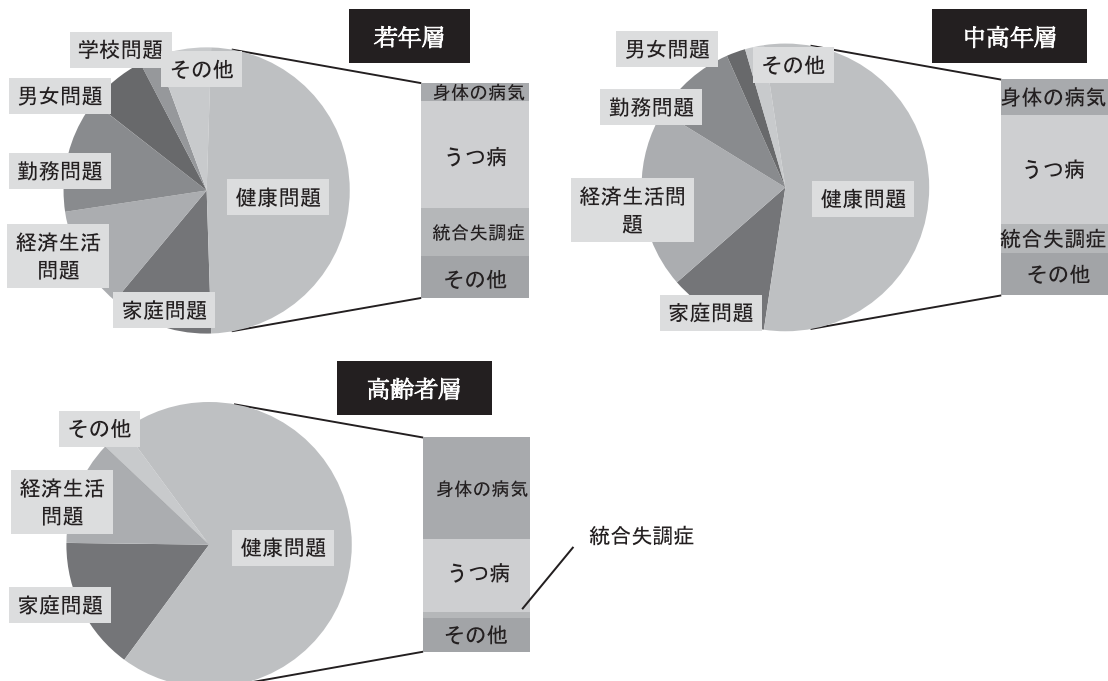 若年層
学校問題
その他
男女問題
勤務問題
経済生活
問題
家庭問題
健康問題
身体の病気
うつ病
統合失調症
その他
中高年層
男女問題
その他
勤務問題
経済生活問
題
家庭問題
健康問題
身体の病気
うつ病
統合失調症
その他
高齢者層
その他
経済生活
問題
家庭問題
健康問題
身体の病気
うつ病
統合失調症
その他